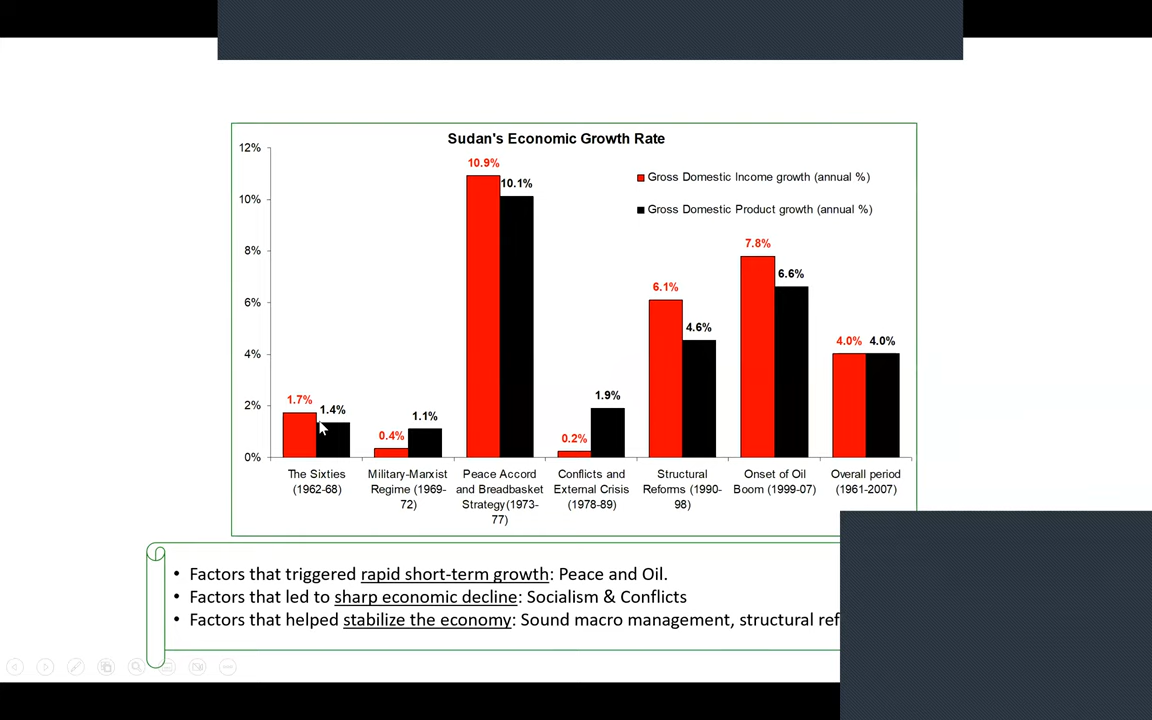 Sudan's Economic Growth Rate
12%
10%
8%
6%
4%
2%
0%
Gross Domestic Income growth (annual %)
Gross Domestic Product growth (annual %)
1.7%
1.4%
0.4%
1.1%
10.9%
10.1%
0.2%
1.9%
6.1%
4.6%
7.8%
6.6%
4.0%
4.0%
The Sixties
(1962-68)
Military-Marxist
Regime (1969-
72)
Peace Accord
and Breadbasket
Strategy(1973-
77)
Conflicts and
External Crisis
(1978-89)
Structural
Reforms (1990-
98)
Onset of Oil
Boom (1999-07)
Overall period
(1961-2007)
• Factors that triggered rapid short-term growth: Peace and Oil.
• Factors that led to sharp economic decline: Socialism & Conflicts
• Factors that helped stabilize the economy: Sound macro management, structural ref